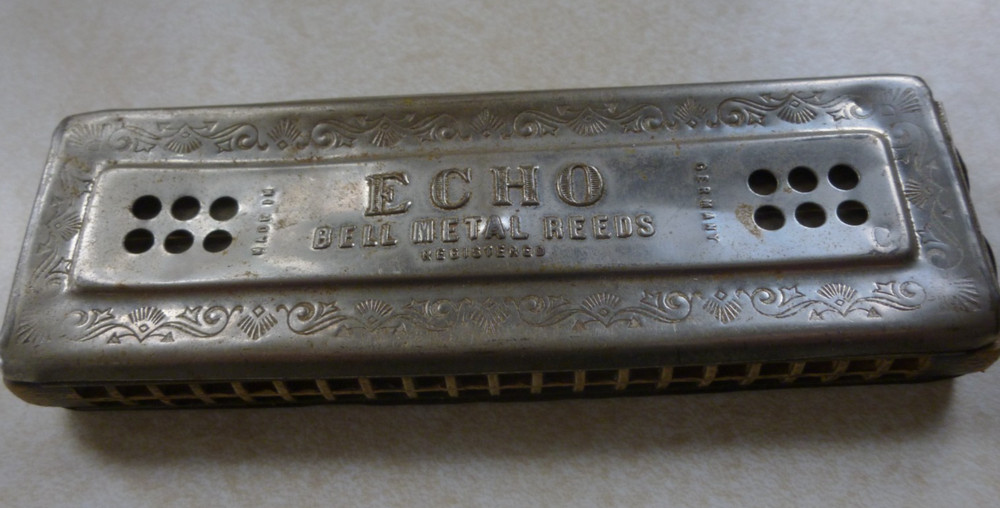 ECHO
BELL METAL REEDS
REGISTERED
GERMANY